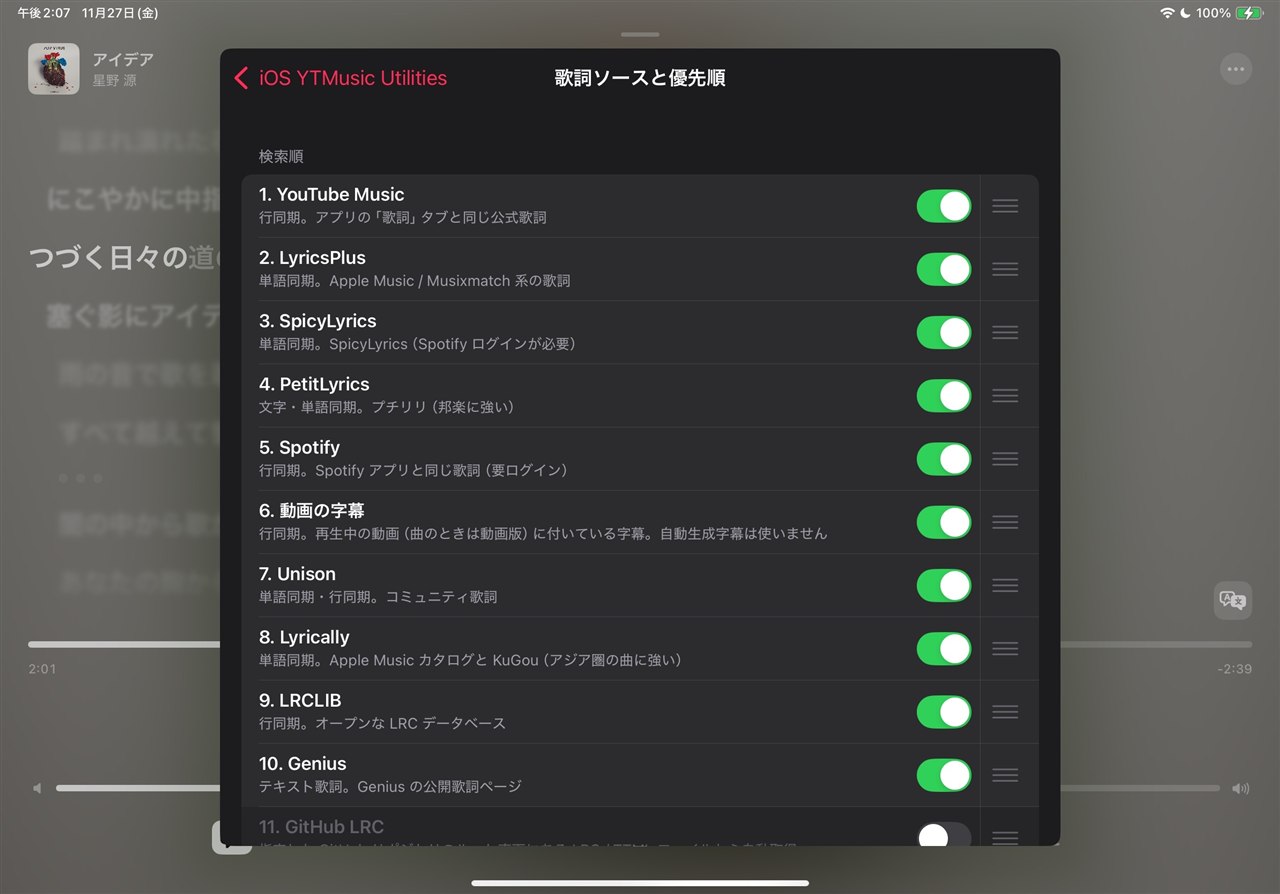 午後2:07 11月27日(金)
100%
アイデア
星野 源
iOS YTMusic Utilities
歌詞ソースと優先順
にこやかに中指
つづく日々の道の
塞ぐ影にアイデ
雨の音で歌を
すべて越えて
検索順
1. YouTube Music
行同期。アプリの「歌詞」タブと同じ公式歌詞
2. LyricsPlus
単語同期。Apple Music / Musixmatch 系の歌詞
3. SpicyLyrics
単語同期。SpicyLyrics（Spotify ログインが必要）
4. PetitLyrics
文字・単語同期。プチリリ（邦楽に強い）
5. Spotify
行同期。Spotify アプリと同じ歌詞（要ログイン）
6. 動画の字幕
行同期。再生中の動画（曲のときは動画版）に付いている字幕。自動生成字幕は使いません
7. Unison
単語同期・行同期。コミュニティ歌詞
8. Lyrically
単語同期。Apple Music カタログと KuGou（アジア圏の曲に強い）
9. LRCLIB
行同期。オープンな LRC データベース
10. Genius
テキスト歌詞。Genius の公開歌詞ページ
11. GitHub LRC
2:01
-2:39